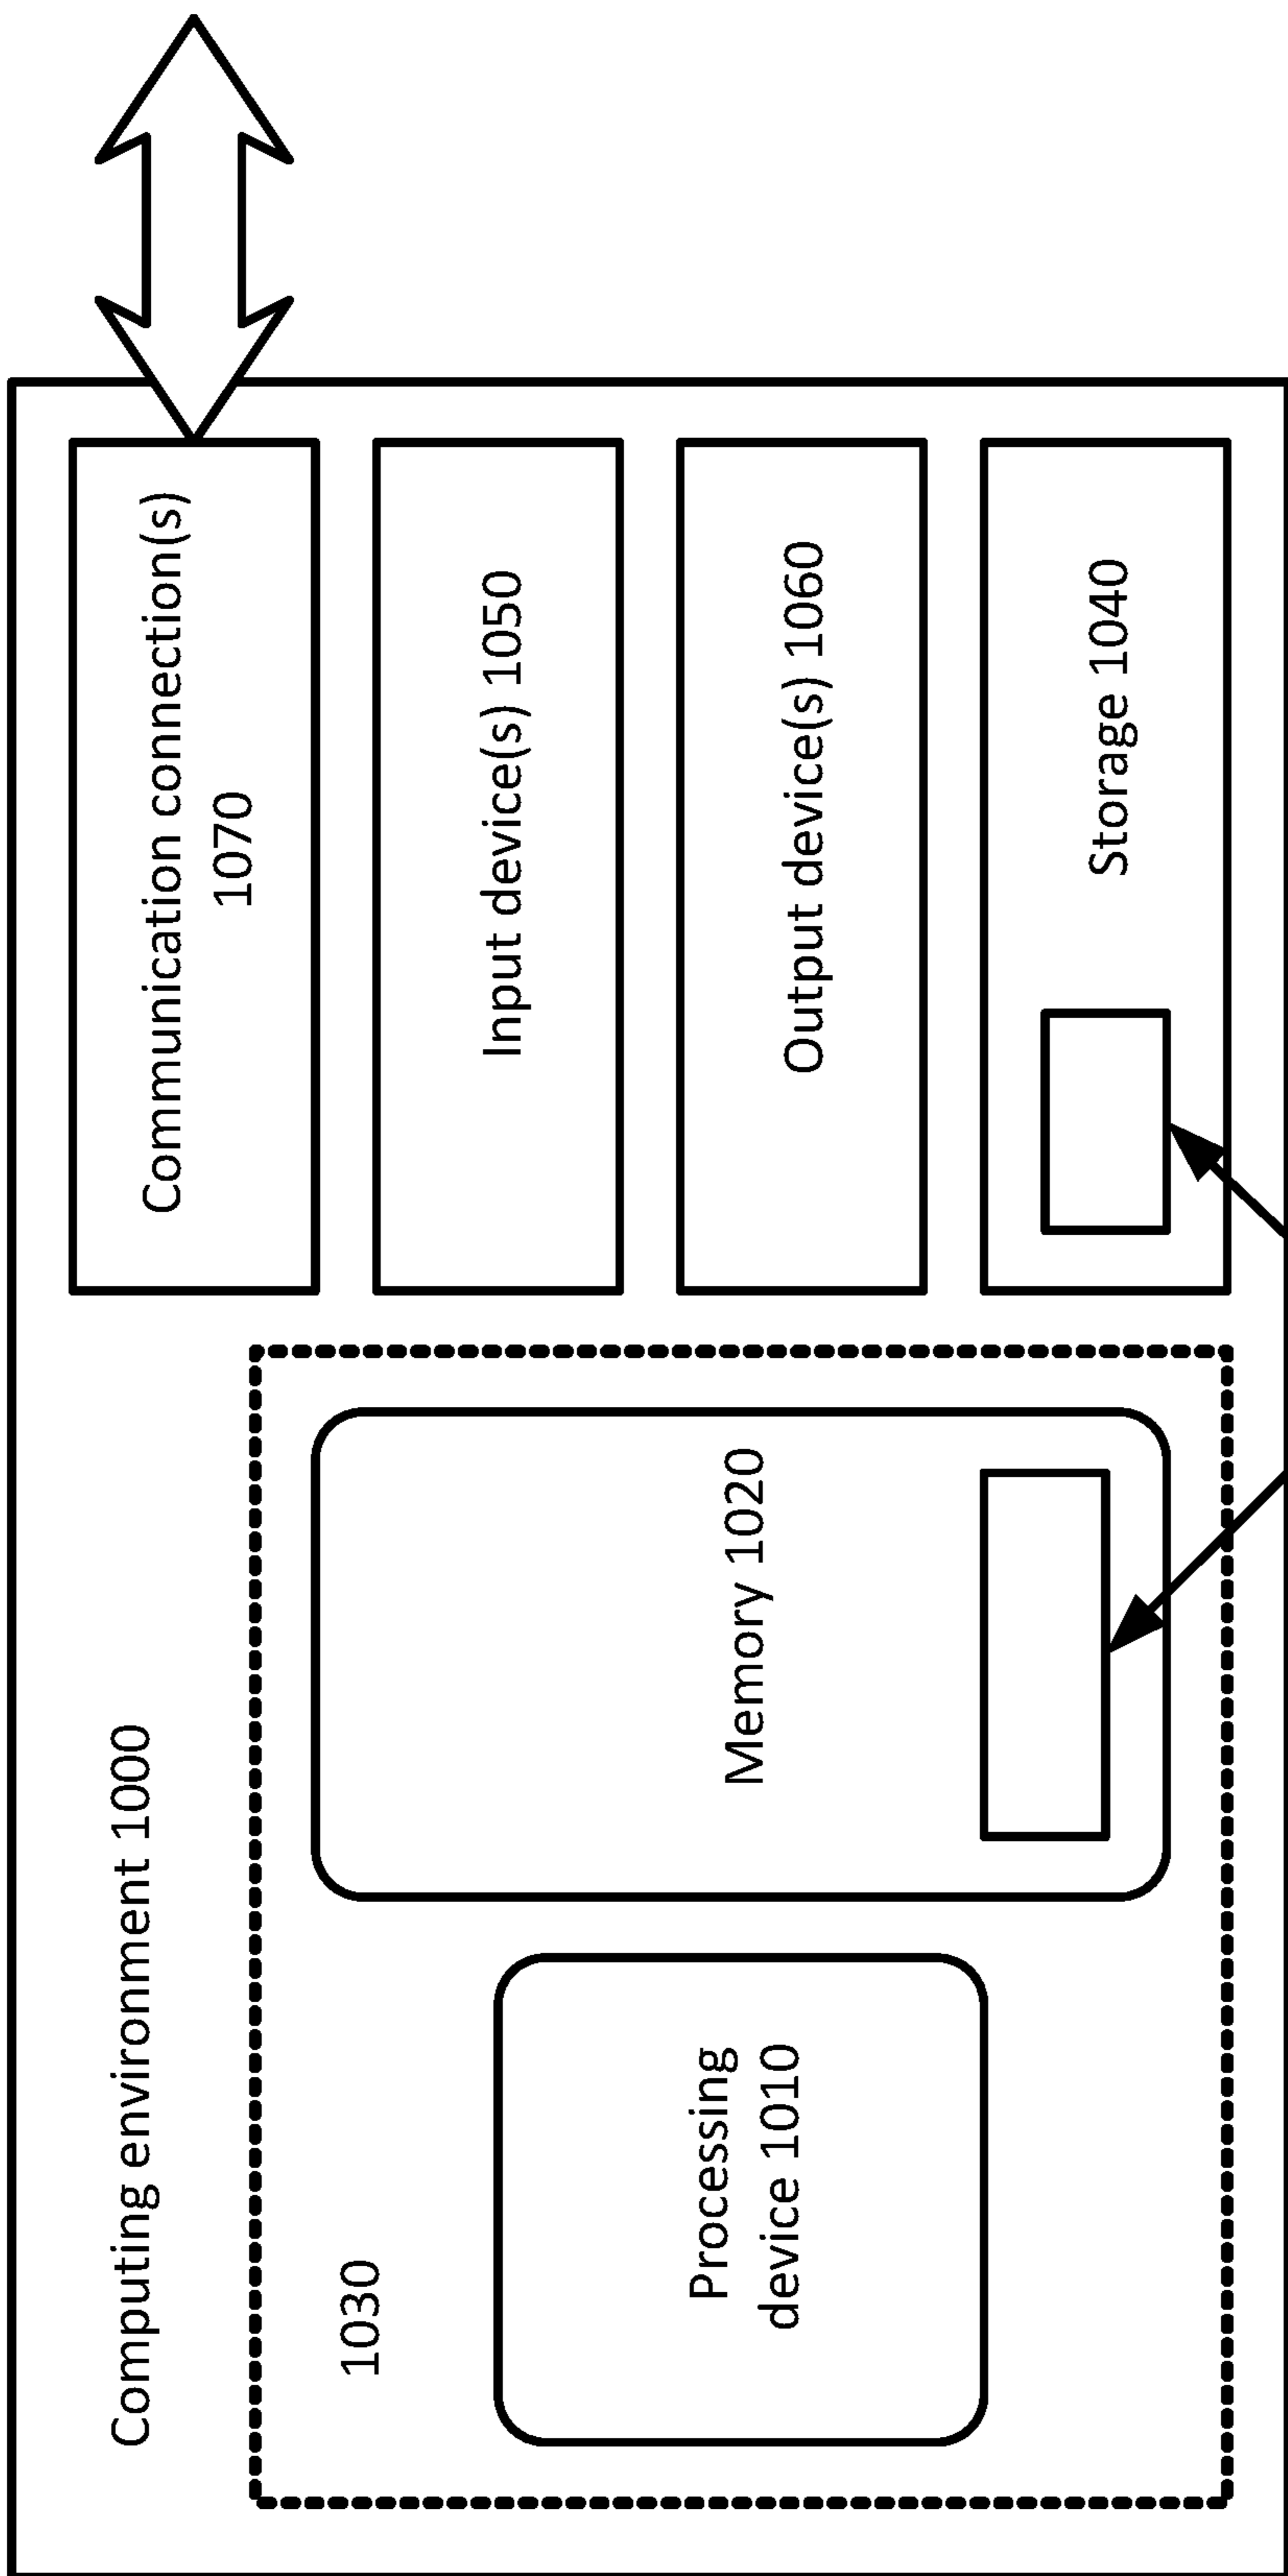 Computing environment 1000
1030
Processing
device 1010
Memory 1020
Communication connection(s)
1070
Input device(s) 1050
Output device(s) 1060
Storage 1040